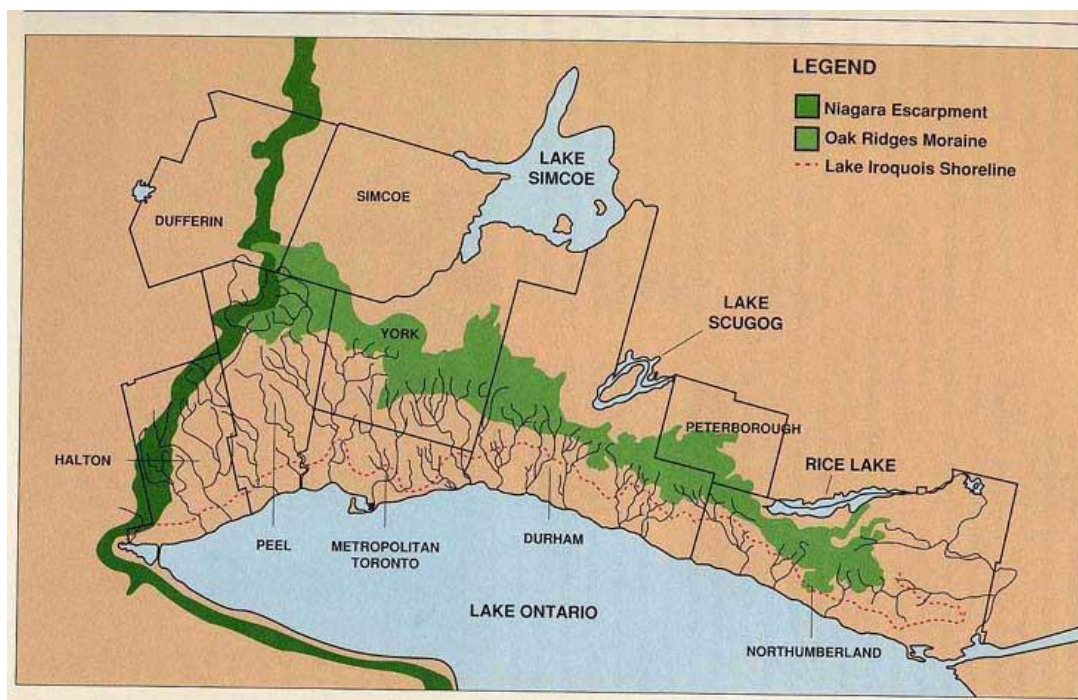 LEGEND
Niagara Escarpment
Oak Ridges Moraine
Lake Iroquois Shoreline
LAKE
SIMCOE
SIMCOE
DUFFERIN
LAKE
SCUGOG
YORK
PETERBOROUGH
HALTON
RICE LAKE
PEEL
METROPOLITAN
TORONTO
DURHAM
LAKE ONTARIO
NORTHUMBERLAND